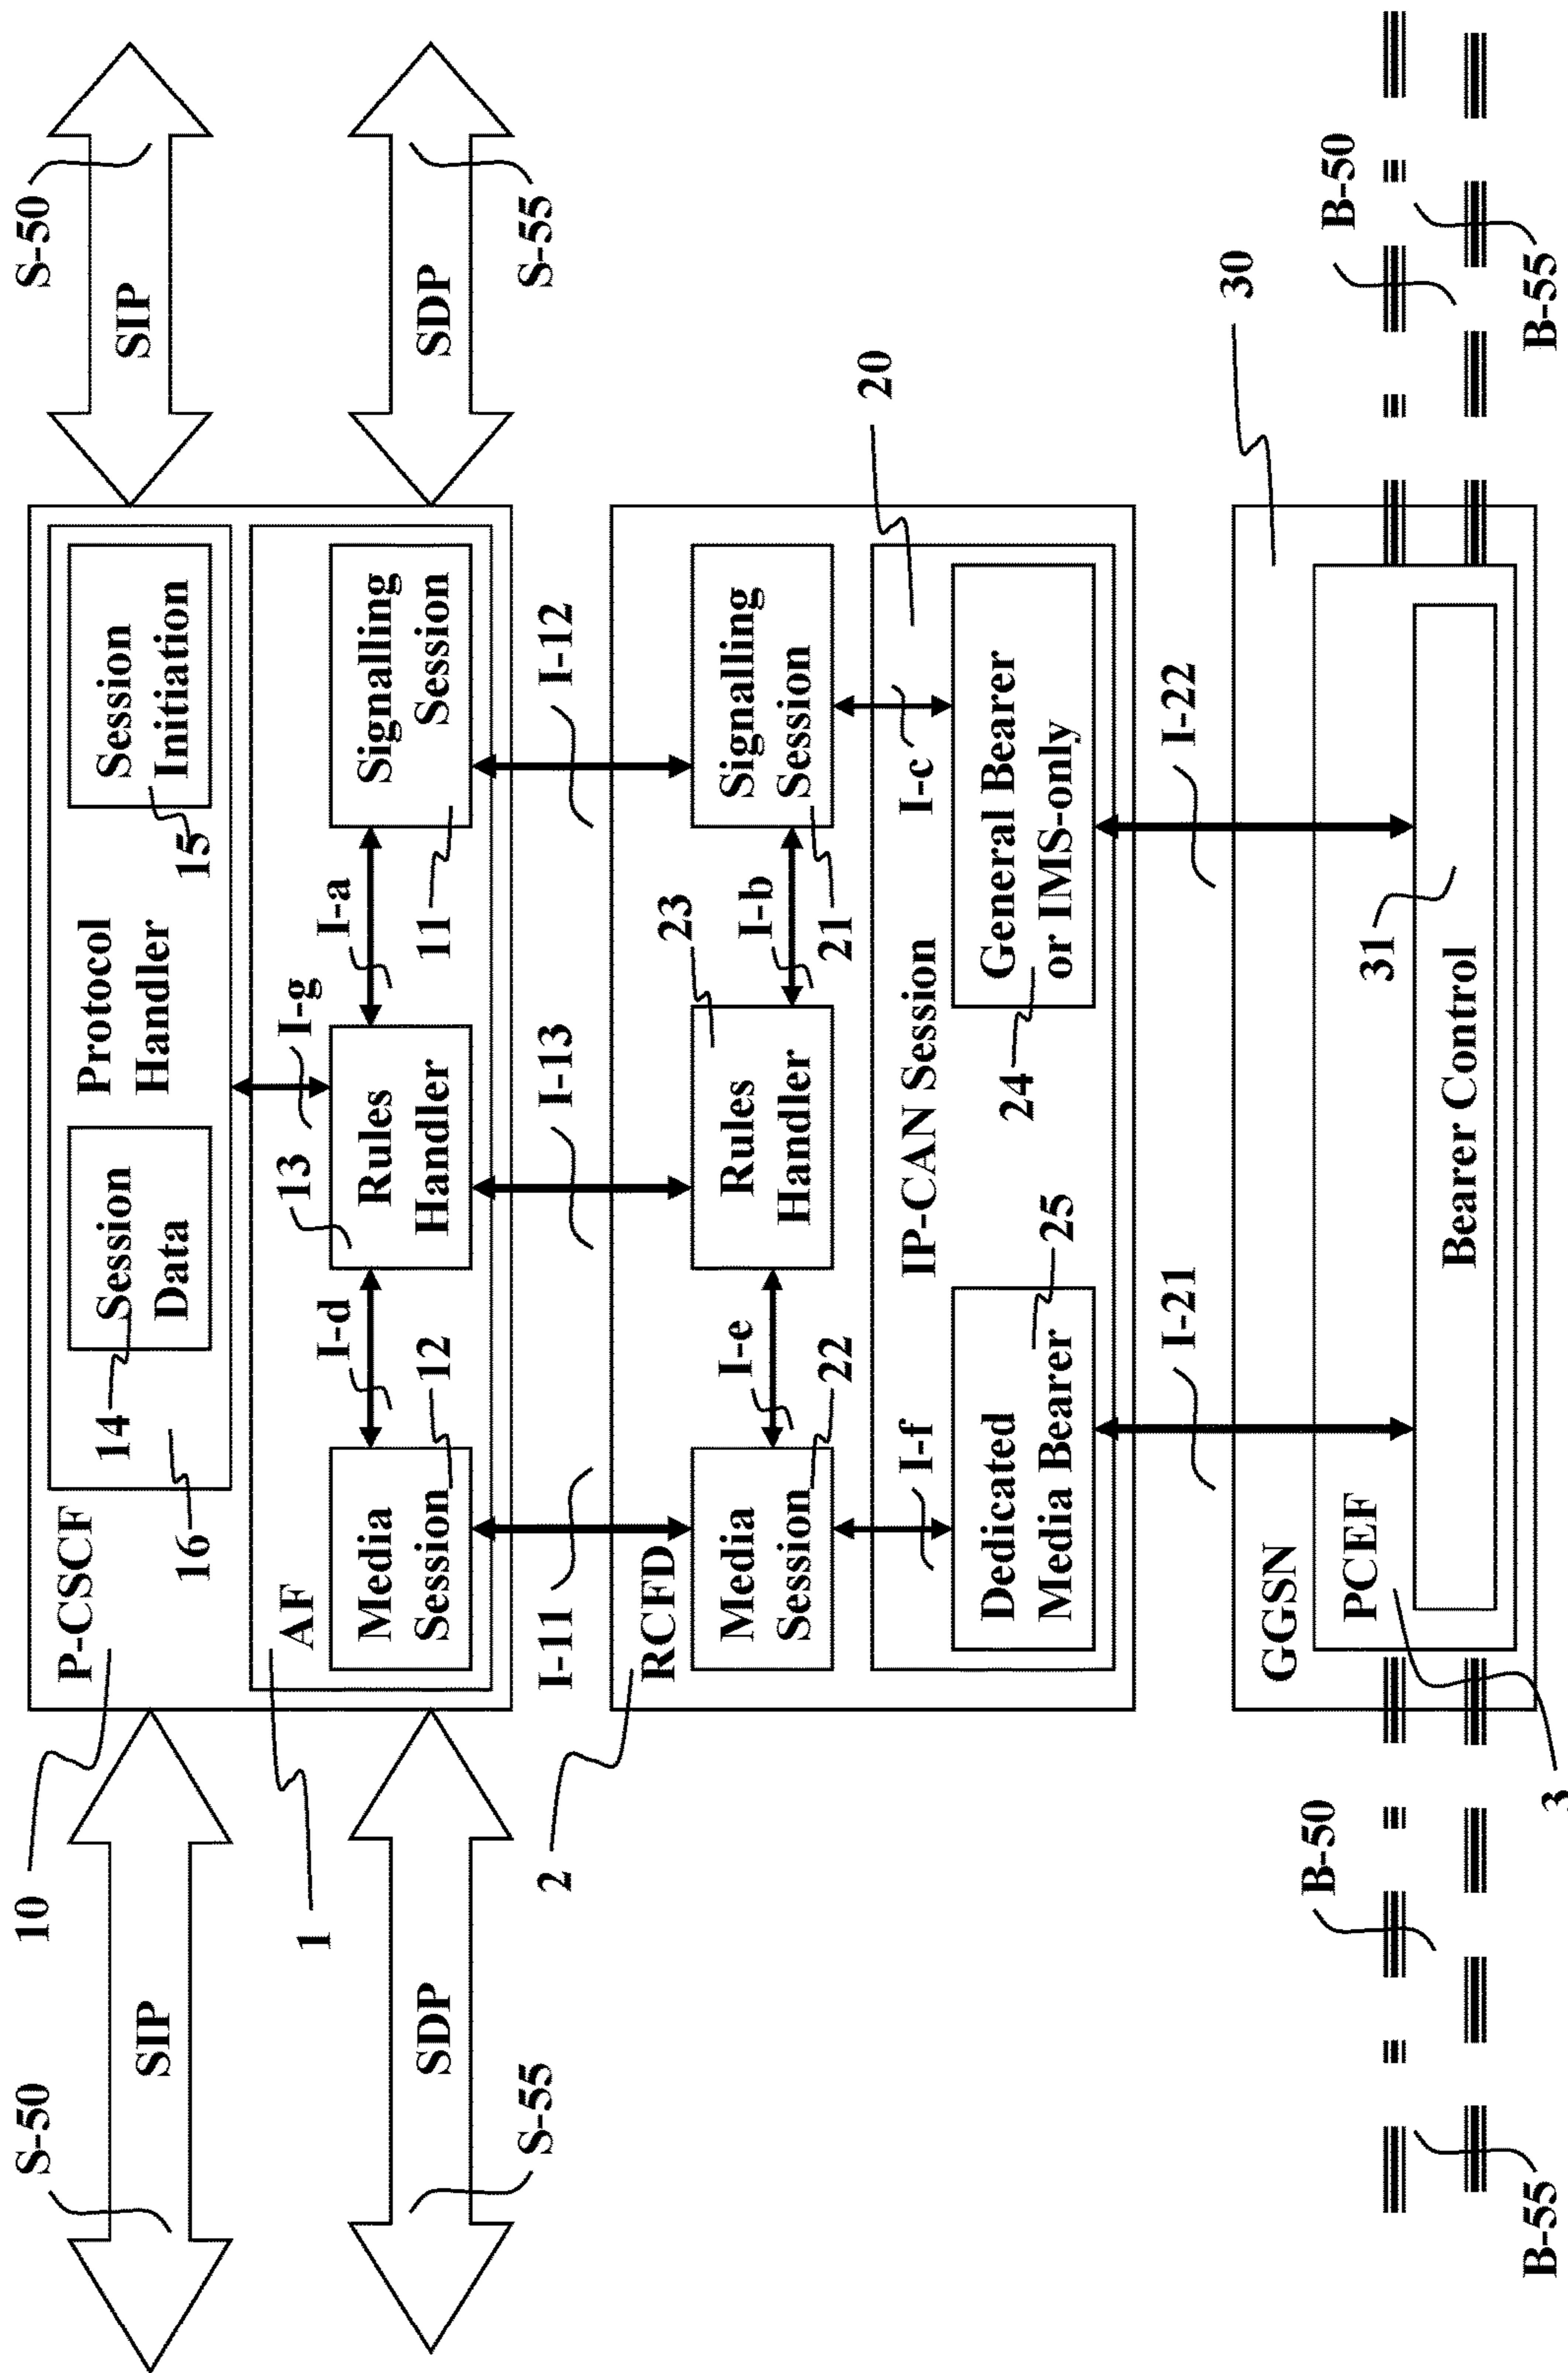 S-50
SIP
10
P-CSCF
16
14
Session
Data
Protocol
Handler
15
Session
Initiation
S-50
SIP
S-55
SDP
1
AF
Media
Session
12
I-d
13
Rules
Handler
I-g
I-a
11
Signalling
Session
S-55
SDP
I-11
I-13
I-12
2
RCFD
Media
Session
22
I-e
Rules
Handler
23
I-b
21
Signalling
Session
I-f
I-c
20
IP-CAN Session
Dedicated
Media Bearer
25
24
General Bearer
or IMS-only
I-21
I-22
30
GGSN
PCEF
3
31
Bearer Control
B-50
B-55
B-50
B-55